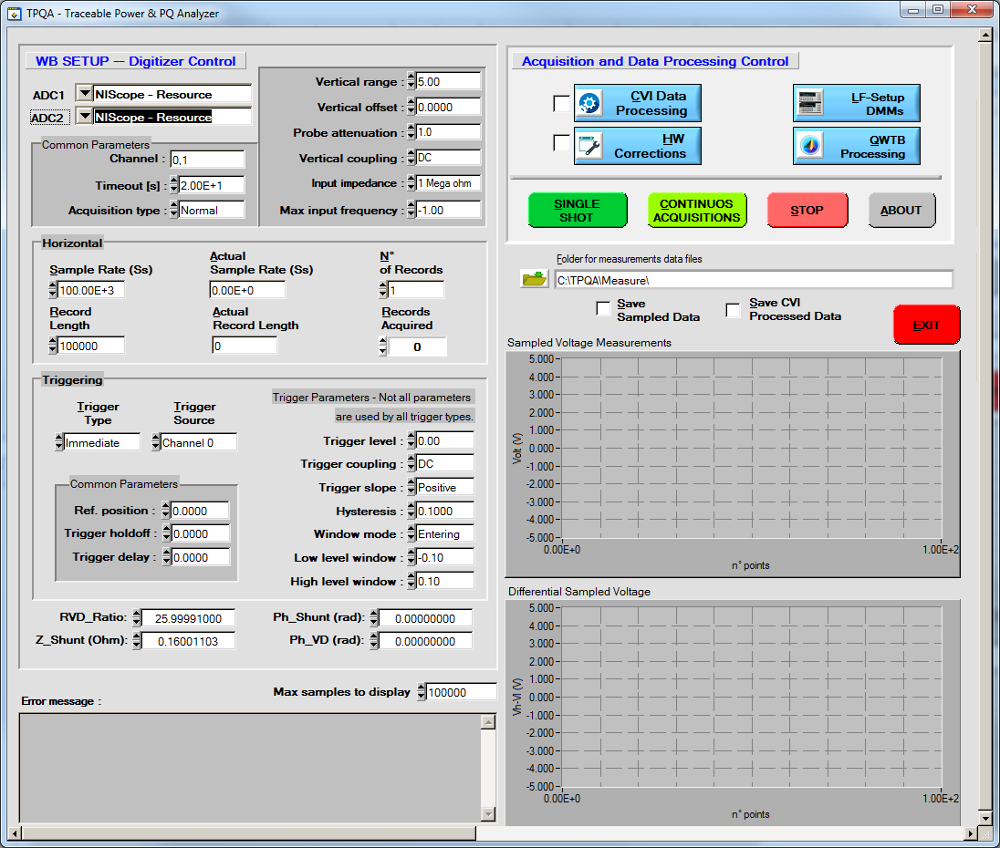 TPQA - Traceable Power & PQ Analyzer
WB SETUP --- Digitizer Control
ADC1 NIScope - Resource
ADC2 NIScope - Resource
Common Parameters
Channel : 0,1
Timeout [s] : 2.00E+1
Acquisition type : Normal
Vertical range : 5.00
Vertical offset : 0.0000
Probe attenuation : 1.0
Vertical coupling : DC
Input impedance : 1 Mega ohm
Max input frequency : -1.00
Horizontal
Sample Rate (Ss)
100.00E+3
Actual
Sample Rate (Ss)
0.00E+0
N°
of Records
1
Record
Length
100000
Actual
Record Length
0
Records
Acquired
0
Triggering
Trigger
Type
Immediate
Trigger
Source
Channel 0
Common Parameters
Ref. position : 0.0000
Trigger holdoff : 0.0000
Trigger delay : 0.0000
Trigger Parameters - Not all parameters
are used by all trigger types.
Trigger level : 0.00
Trigger coupling : DC
Trigger slope : Positive
Hysteresis : 0.1000
Window mode : Entering
Low level window : -0.10
High level window : 0.10
RVD_Ratio: 25.99991000
Z_Shunt (Ohm): 0.16001103
Ph_Shunt (rad): 0.00000000
Ph_VD (rad): 0.00000000
Max samples to display 100000
Error message :
Acquisition and Data Processing Control
CVI Data
Processing
LF-Setup
DMMs
HW
Corrections
QWTB
Processing
SINGLE
SHOT
CONTINUOS
ACQUISITIONS
STOP
ABOUT
Folder for measurements data files
C:\TPQA\Measure\
Save
Sampled Data
Save CVI
Processed Data
EXIT
Sampled Voltage Measurements
5.000
4.000
3.000
2.000
1.000
0.000
-1.000
-2.000
-3.000
-4.000
-5.000
Volt (V)
0.00E+0
1.00E+2
n° points
Differential Sampled Voltage
5.000
4.000
3.000
2.000
1.000
0.000
-1.000
-2.000
-3.000
-4.000
-5.000
Vh-Vl (V)
0.00E+0
1.00E+2
n° points